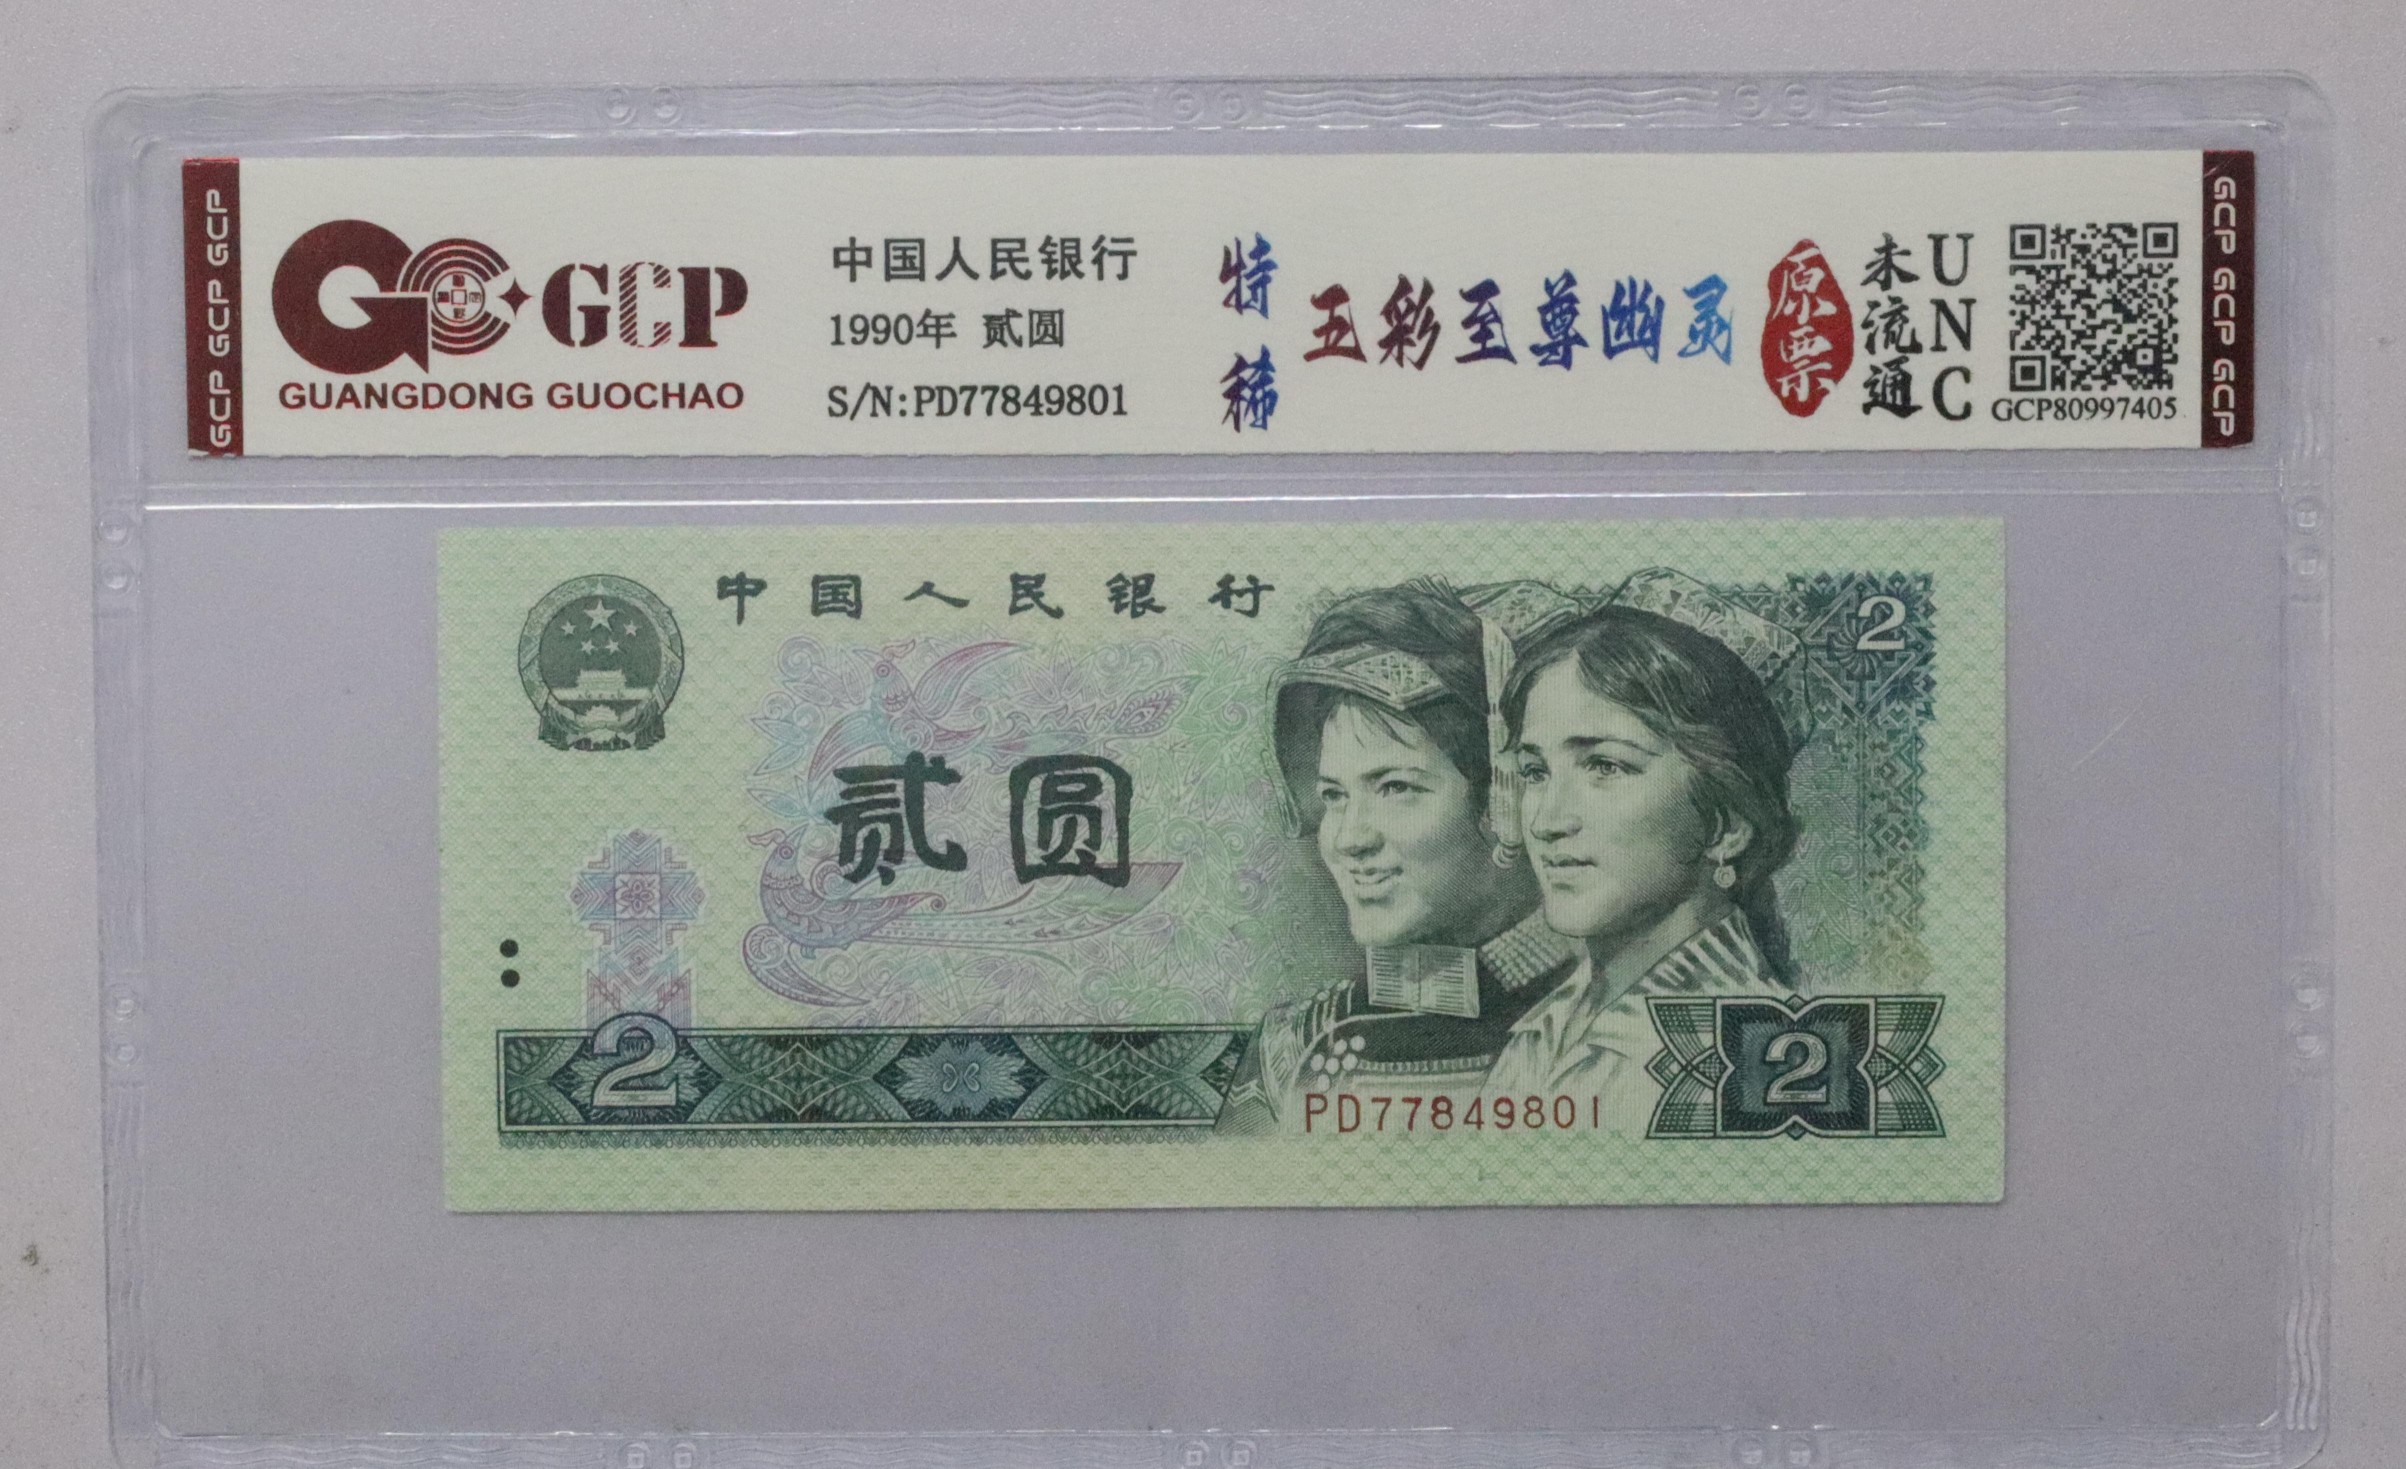 GCP GCP GCP
GCP
GUANGDONG GUOCHAO
中国人民银行
1990年 贰圆
S/N:PD77849801
特稀
五彩至尊幽灵
原票
未流通
UNC
GCP80997405
GCP GCP GCP
中国人民银行
2
贰圆
2
PD77849801
2